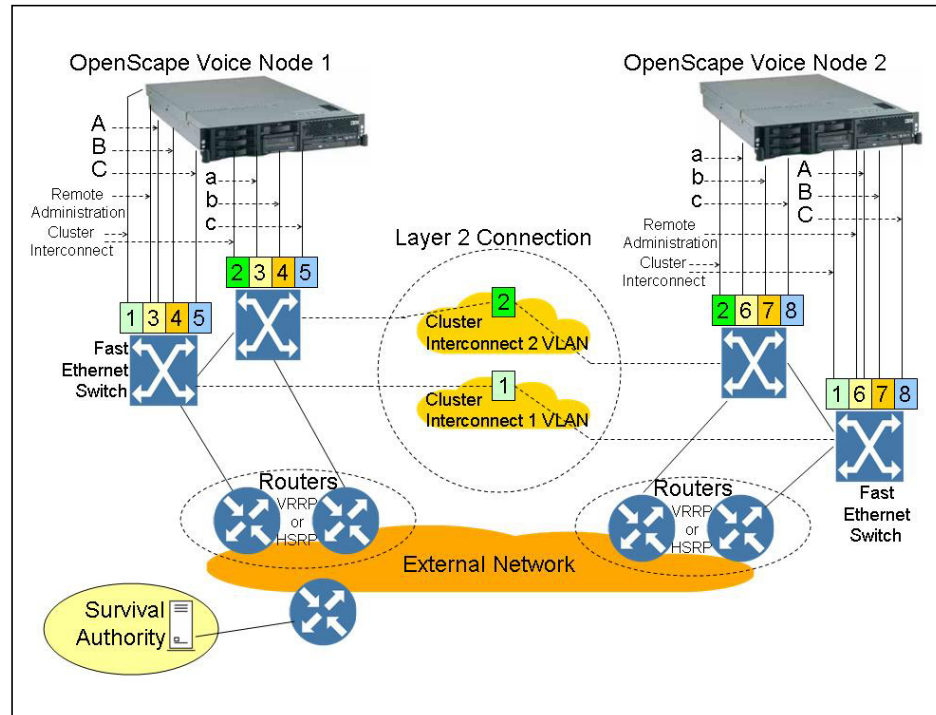 OpenScape Voice Node 1
OpenScape Voice Node 2
A
B
C
Remote
Administration
Cluster
Interconnect
a
b
c
2 3 4 5
1 3 4 5
Fast
Ethernet
Switch
Layer 2 Connection
2
Cluster
Interconnect 2 VLAN
1
Cluster
Interconnect 1 VLAN
a
b
c
A
B
C
Remote
Administration
Cluster
Interconnect
2 6 7 8
1 6 7 8
Fast
Ethernet
Switch
Routers
VRRP
or
HSRP
Routers
VRRP
or
HSRP
External Network
Survival
Authority